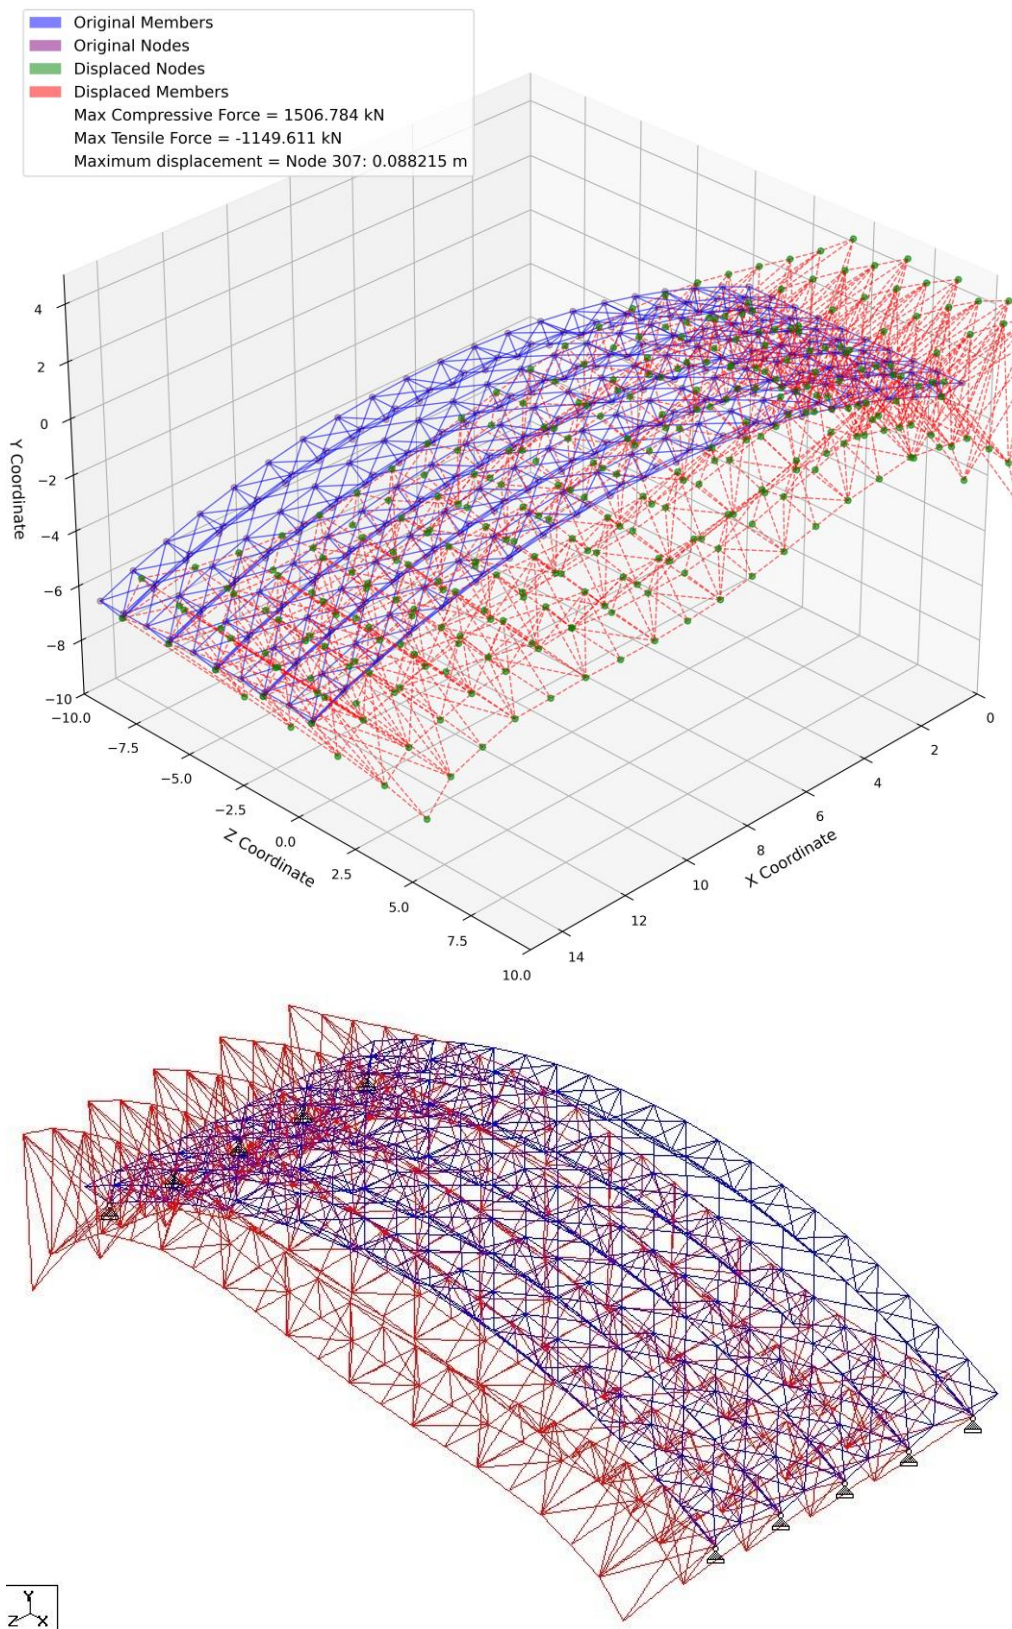 Original Members
Original Nodes
Displaced Nodes
Displaced Members
Max Compressive Force = 1506.784 kN
Max Tensile Force = -1149.611 kN
Maximum displacement = Node 307: 0.088215 m
4
2
0
−2
−4
−6
−8
−10
Y Coordinate
−10.0
−7.5
−5.0
−2.5
0.0
2.5
5.0
7.5
10.0
Z Coordinate
0
2
4
6
8
10
12
14
X Coordinate
Y
Z X